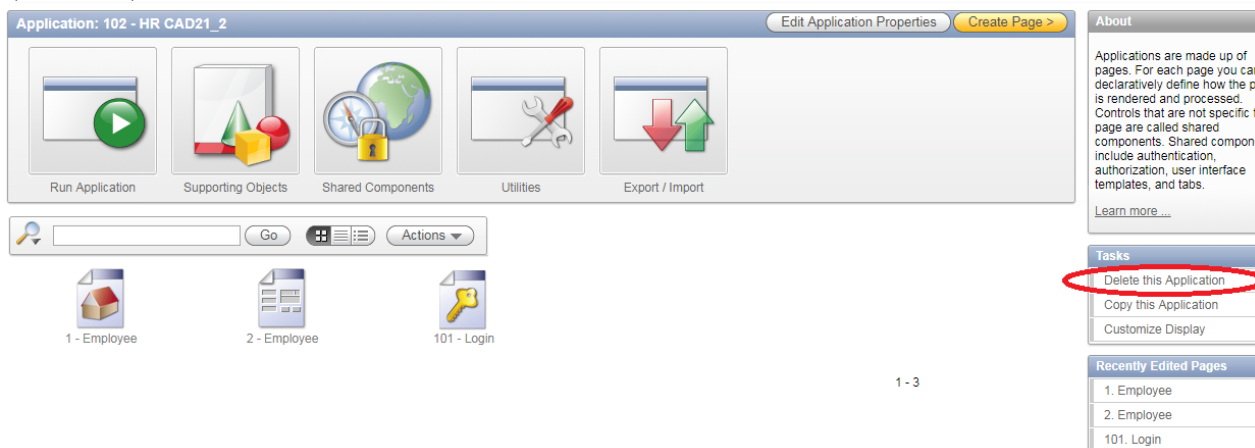 Application: 102 - HR CAD21_2
Edit Application Properties
Create Page >
Run Application
Supporting Objects
Shared Components
Utilities
Export / Import
Go
Actions
1 - Employee
2 - Employee
101 - Login
1 - 3
About
Applications are made up of
pages. For each page you
declaratively define how the
is rendered and processed.
Controls that are not specific
page are called shared
components. Shared
include authentication,
authorization, user interface
templates, and tabs.
Learn more ...
Tasks
Delete this Application
Copy this Application
Customize Display
Recently Edited Pages
1. Employee
2. Employee
101. Login